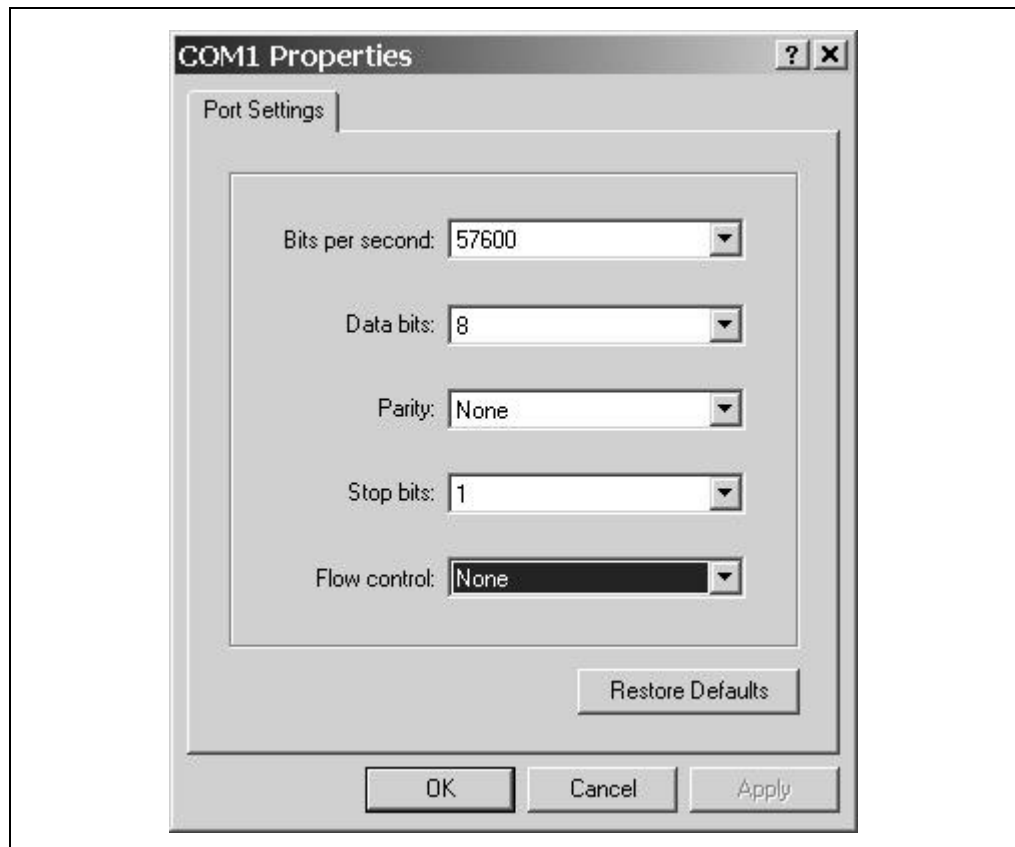 COM1 Properties
?
Port Settings
Bits per second: 57600
Data bits: 8
Parity: None
Stop bits: 1
Flow control: None
Restore Defaults
OK Cancel Apply